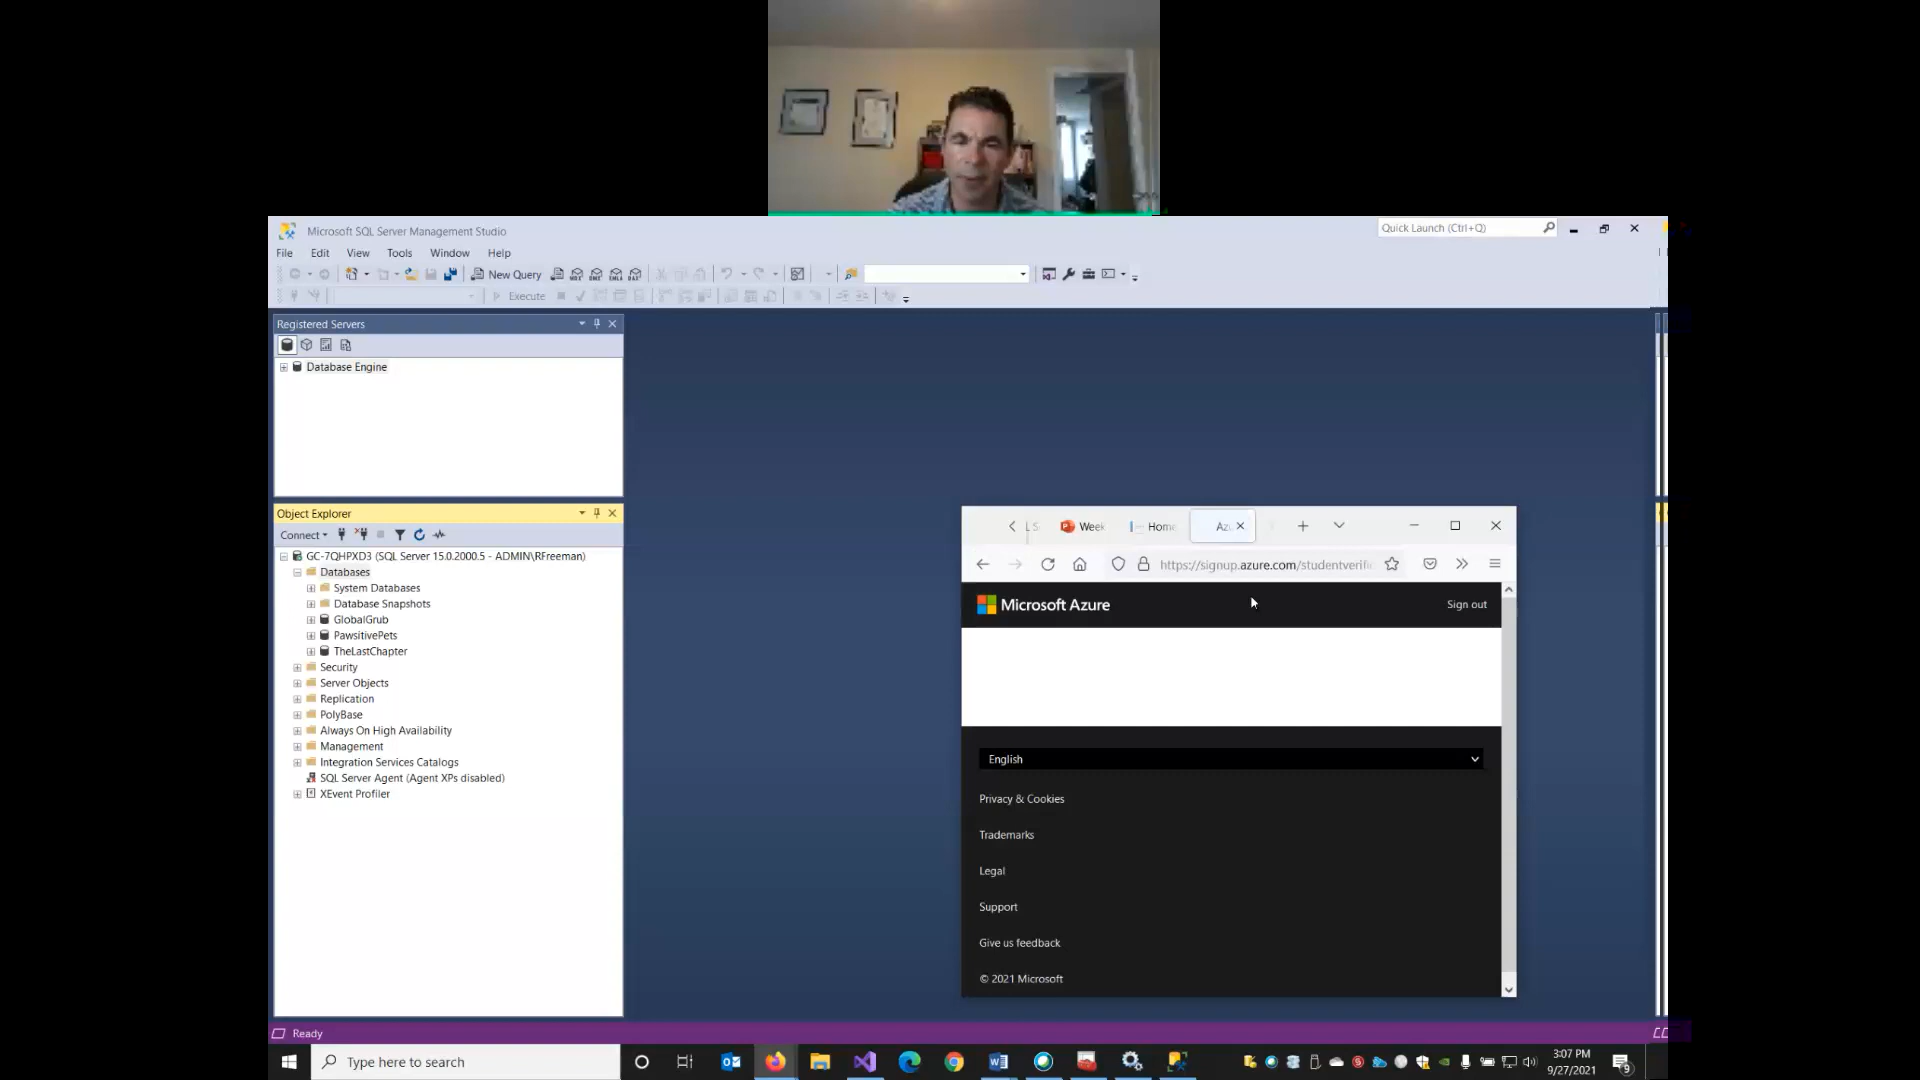 Microsoft SQL Server Management Studio
Quick Launch (Ctrl+Q)
File Edit View Tools Window Help
New Query
Execute
Registered Servers
Database Engine
Object Explorer
Connect
GC-7QHPXD3 (SQL Server 15.0.2000.5 - ADMIN\RFreeman)
Databases
System Databases
Database Snapshots
GlobalGrub
PawsitivePets
TheLastChapter
Security
Server Objects
Replication
PolyBase
Always On High Availability
Management
Integration Services Catalogs
SQL Server Agent (Agent XPs disabled)
XEvent Profiler
Week Home Az
https://signup.azure.com/studentverifi
Microsoft Azure
Sign out
English
Privacy & Cookies
Trademarks
Legal
Support
Give us feedback
© 2021 Microsoft
Ready
Type here to search
3:07 PM
9/27/2021
9